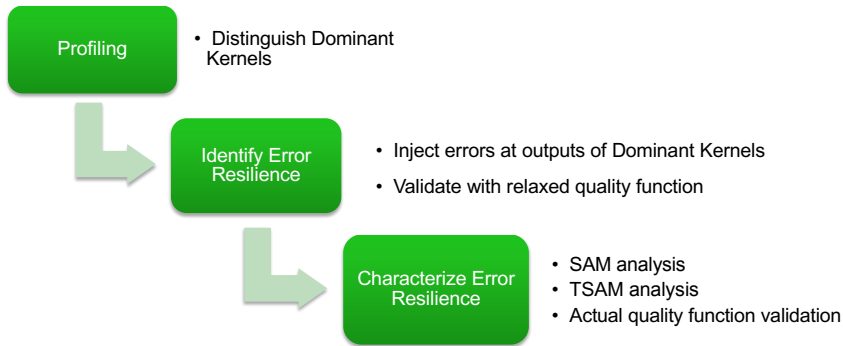 Profiling
• Distinguish Dominant
Kernels
Identify Error
Resilience
• Inject errors at outputs of Dominant Kernels
• Validate with relaxed quality function
Characterize Error
Resilience
• SAM analysis
• TSAM analysis
• Actual quality function validation